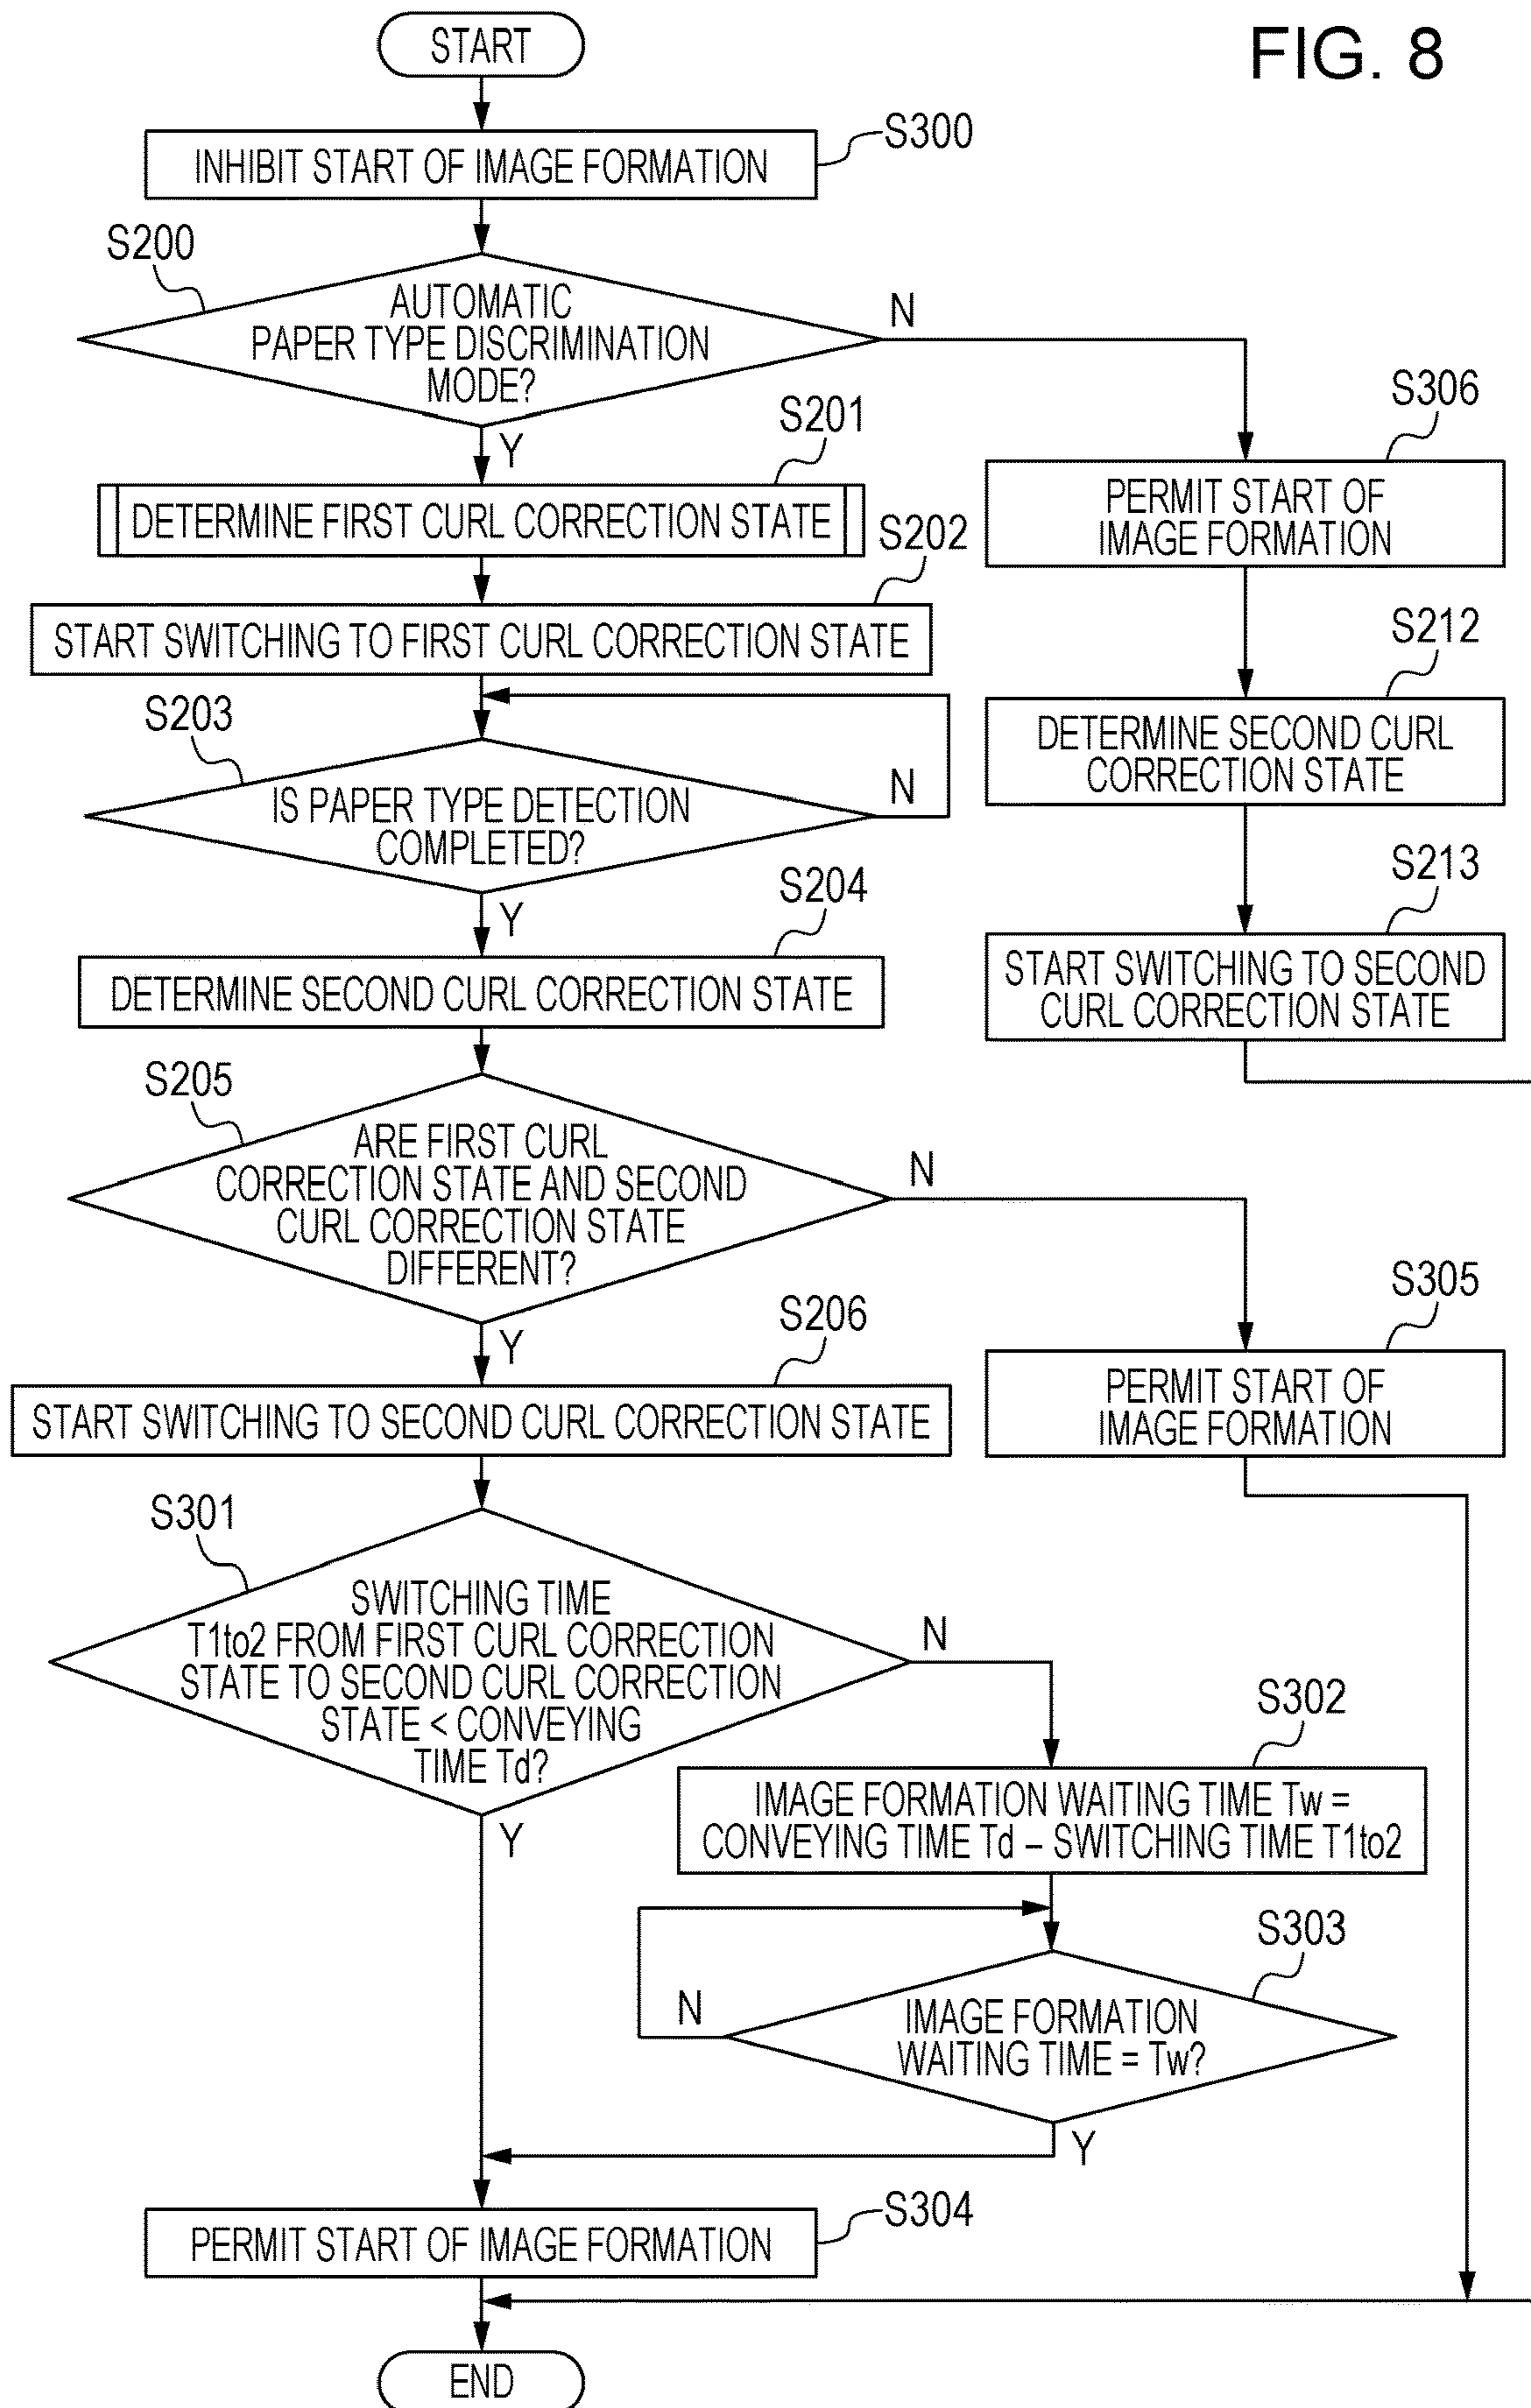 FIG. 8
START
INHIBIT START OF IMAGE FORMATION
S300
S200
AUTOMATIC
PAPER TYPE DISCRIMINATION
MODE?
N
Y
S201
DETERMINE FIRST CURL CORRECTION STATE
S202
START SWITCHING TO FIRST CURL CORRECTION STATE
S203
IS PAPER TYPE DETECTION
COMPLETED?
N
Y
S204
DETERMINE SECOND CURL CORRECTION STATE
S205
ARE FIRST CURL
CORRECTION STATE AND SECOND
CURL CORRECTION STATE
DIFFERENT?
N
Y
S206
START SWITCHING TO SECOND CURL CORRECTION STATE
S301
SWITCHING TIME
T1to2 FROM FIRST CURL CORRECTION
STATE TO SECOND CURL CORRECTION
STATE < CONVEYING
TIME Td?
N
Y
S302
IMAGE FORMATION WAITING TIME Tw =
CONVEYING TIME Td – SWITCHING TIME T1to2
S303
IMAGE FORMATION
WAITING TIME = Tw?
N
Y
S304
PERMIT START OF IMAGE FORMATION
END
S306
PERMIT START OF
IMAGE FORMATION
S212
DETERMINE SECOND CURL
CORRECTION STATE
S213
START SWITCHING TO SECOND
CURL CORRECTION STATE
S305
PERMIT START OF
IMAGE FORMATION